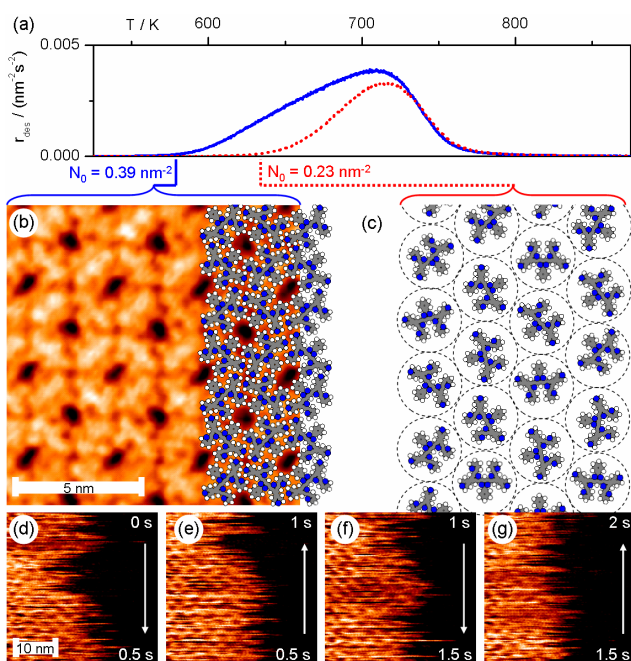 (a)
T / K
600
700
800
0.005
r_des / (nm⁻²s⁻²)
0.000
N₀ = 0.39 nm⁻²
N₀ = 0.23 nm⁻²
(b)
(c)
5 nm
(d)
0 s
10 nm
0.5 s
(e)
1 s
0.5 s
(f)
1 s
1.5 s
(g)
2 s
1.5 s